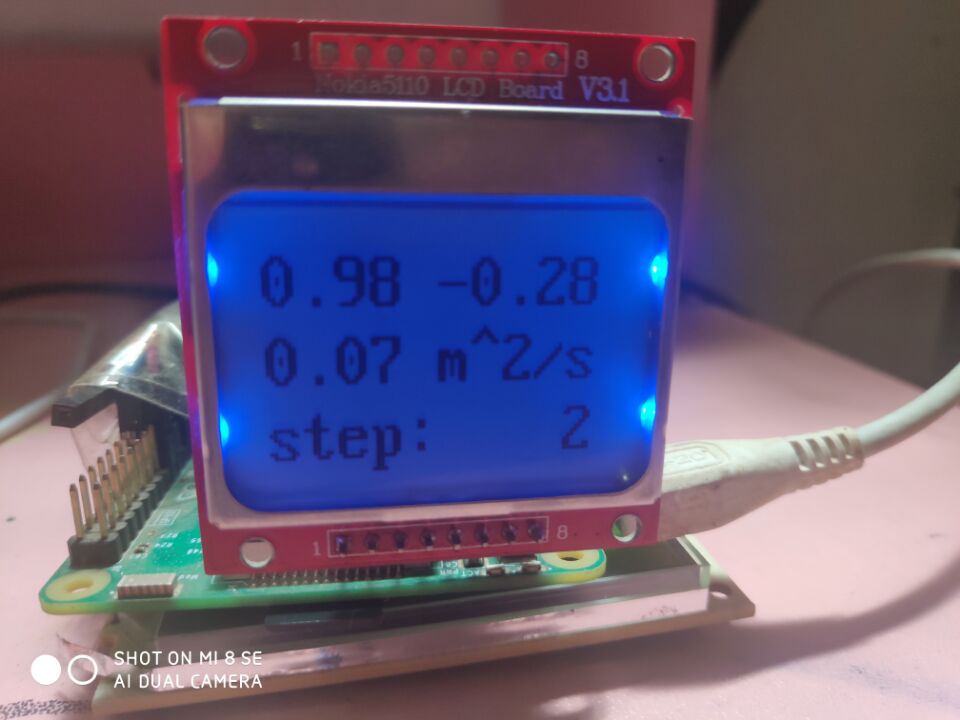 1 8
Nokia5110 LCD Board V3.1
0.98 -0.28
0.07 m^2/s
step: 2
1 8
SHOT ON MI 8 SE
AI DUAL CAMERA